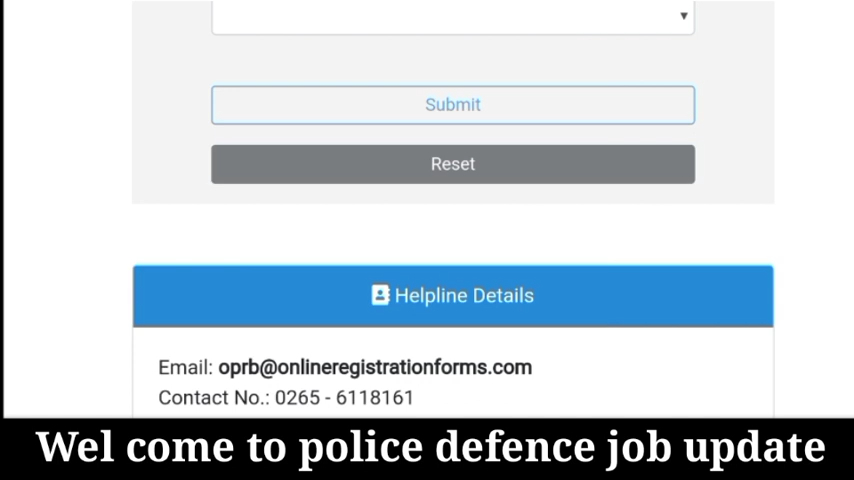 Submit
Reset
Helpline Details
Email: oprb@onlineregistrationforms.com
Contact No.: 0265 - 6118161
Wel come to police defence job update